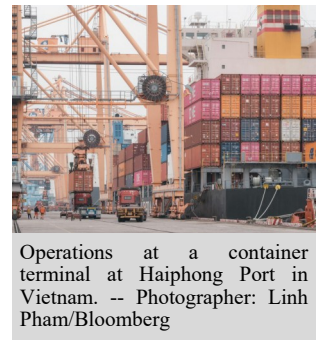 Operations at a container
terminal at Haiphong Port in
Vietnam. -- Photographer: Linh
Pham/Bloomberg